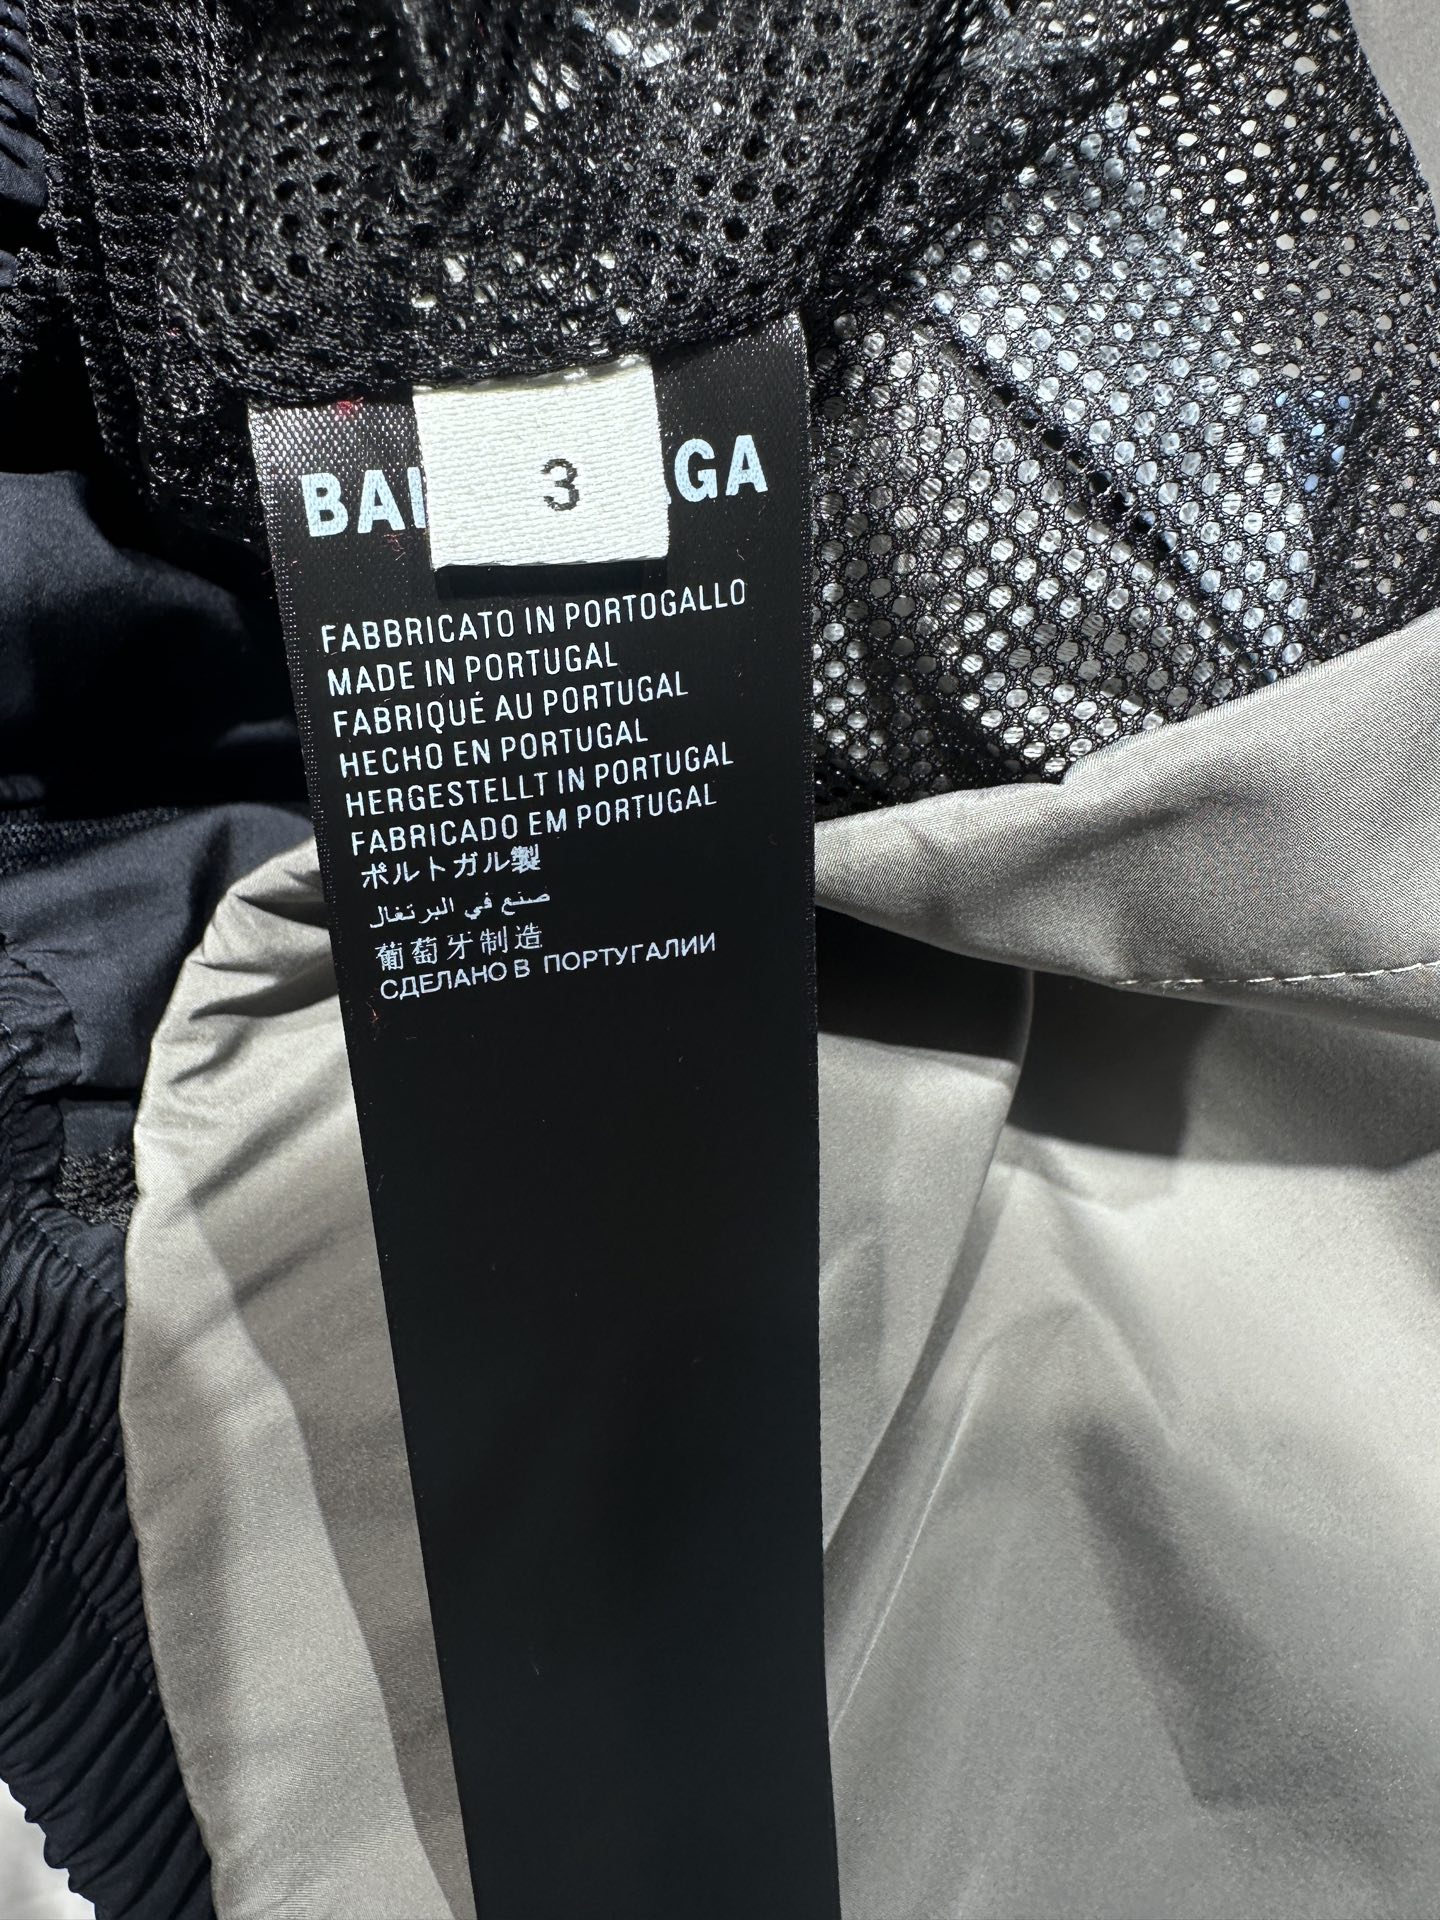 BAL GA
3
FABBRICATO IN PORTOGALLO
MADE IN PORTUGAL
FABRIQUÉ AU PORTUGAL
HECHO EN PORTUGAL
HERGESTELLT IN PORTUGAL
FABRICADO EM PORTUGAL
ポルトガル製
صنع في البرتغال
葡萄牙制造
СДЕЛАНО В ПОРТУГАЛИИ